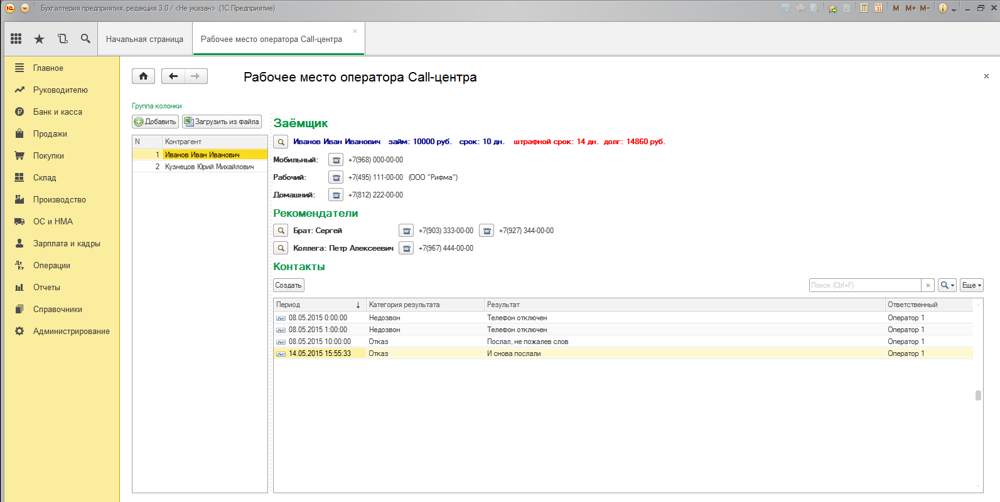 Бухгалтерия предприятия, редакция 3.0 / <Не указан> (1С:Предприятие)
M M+ M-
Начальная страница
Рабочее место оператора Call-центра
Главное
Руководителю
Банк и касса
Продажи
Покупки
Склад
Производство
ОС и НМА
Зарплата и кадры
Операции
Отчеты
Справочники
Администрирование
Рабочее место оператора Call-центра
Группа колонки
Добавить Загрузить из файла
N Контрагент
1 Иванов Иван Иванович
2 Кузнецов Юрий Михайлович
Заёмщик
Иванов Иван Иванович займ: 10000 руб. срок: 10 дн. штрафной срок: 14 дн. долг: 14860 руб.
Мобильный: +7(968) 000-00-00
Рабочий: +7(495) 111-00-00 (ООО "Рифма")
Домашний: +7(812) 222-00-00
Рекомендатели
Брат: Сергей +7(903) 333-00-00 +7(927) 344-00-00
Коллега: Петр Алексеевич +7(967) 444-00-00
Контакты
Создать Поиск (Ctrl+F) Еще
Период Категория результата Результат Ответственный
08.05.2015 0:00:00 Недозвон Телефон отключен Оператор 1
08.05.2015 1:00:00 Недозвон Телефон отключен Оператор 1
08.05.2015 10:00:00 Отказ Послал, не пожалев слов Оператор 1
14.05.2015 15:55:33 Отказ И снова послали Оператор 1